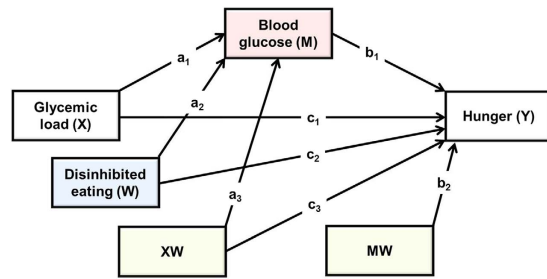 Blood
glucose (M)
a1
b1
a2
Glycemic
load (X)
c1
Hunger (Y)
c2
Disinhibited
eating (W)
a3
c3
b2
XW
MW